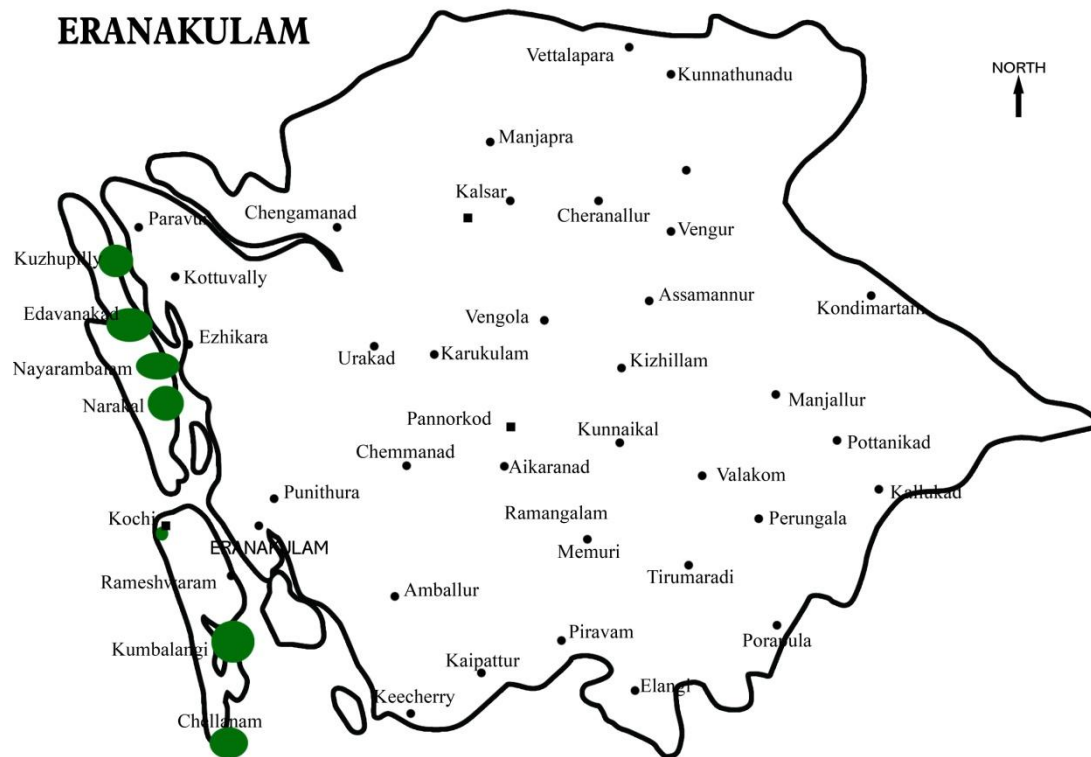 ERANAKULAM
Vettalapara
Kunnathunadu
NORTH
Manjapra
Kalsar
Cheranallur
Paravur
Chengamanad
Vengur
Kuzhupilly
Kottuvally
Assamannur
Kondimartam
Edavanakad
Ezhikara
Vengola
Urakad
Karukulam
Kizhillam
Nayarambalam
Narakal
Manjallur
Pannorkod
Kunnaikal
Pottanikad
Chemmanad
Aikaranad
Valakom
Kallukad
Punithura
Kochi
Ramangalam
Perungala
ERANAKULAM
Memuri
Rameshwaram
Tirumaradi
Amballur
Kumbalangi
Piravam
Porapula
Kaipattur
Elangi
Keecherry
Chellanam